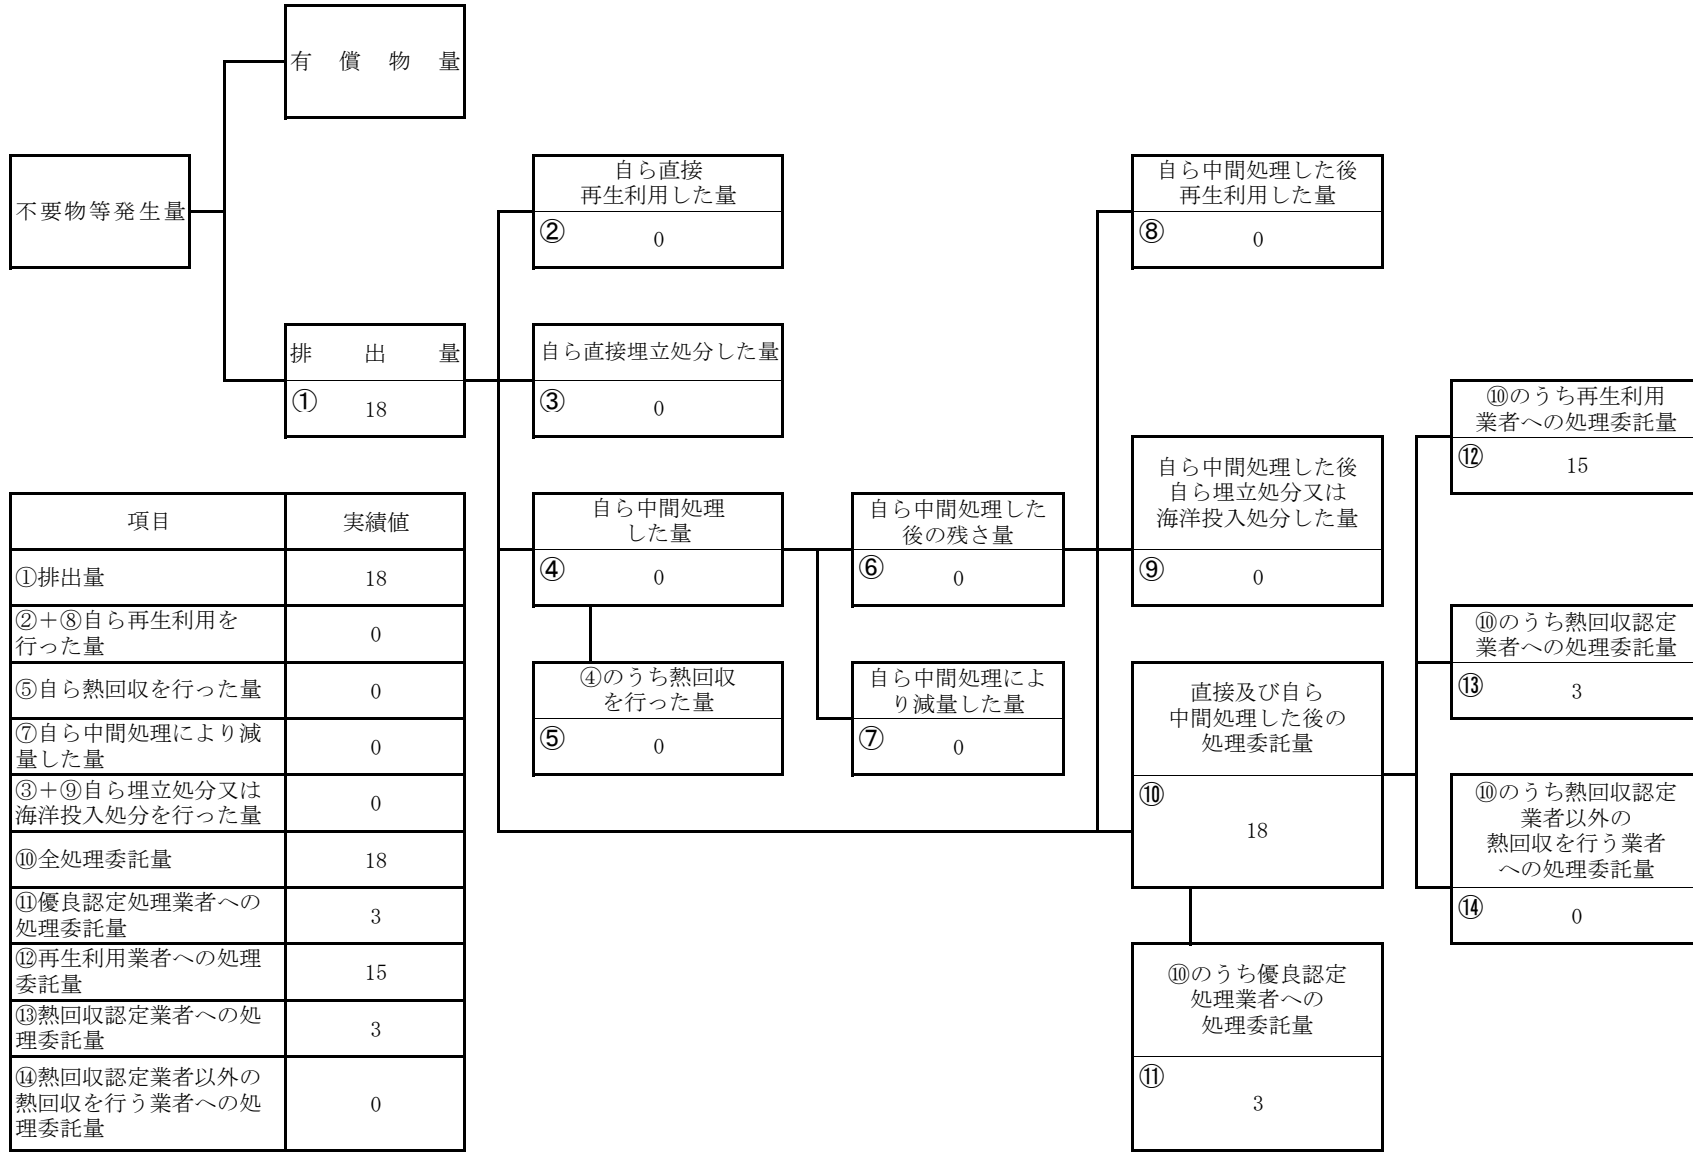 有償物量
不要物等発生量
排出量
① 18
自ら直接
再生利用した量
② 0
自ら直接埋立処分した量
③ 0
自ら中間処理
した量
④ 0
④のうち熱回収
を行った量
⑤ 0
自ら中間処理した
後の残さ量
⑥ 0
自ら中間処理によ
り減量した量
⑦ 0
自ら中間処理した後
再生利用した量
⑧ 0
自ら中間処理した後
自ら埋立処分又は
海洋投入処分した量
⑨ 0
直接及び自ら
中間処理した後の
処理委託量
⑩
18
⑩のうち優良認定
処理業者への
処理委託量
⑪
3
⑩のうち再生利用
業者への処理委託量
⑫ 15
⑩のうち熱回収認定
業者への処理委託量
⑬ 3
⑩のうち熱回収認定
業者以外の
熱回収を行う業者
への処理委託量
⑭ 0
項目 実績値
①排出量 18
②+⑧自ら再生利用を
行った量 0
⑤自ら熱回収を行った量 0
⑦自ら中間処理により減
量した量 0
③+⑨自ら埋立処分又は
海洋投入処分を行った量 0
⑩全処理委託量 18
⑪優良認定処理業者への
処理委託量 3
⑫再生利用業者への処理
委託量 15
⑬熱回収認定業者への処
理委託量 3
⑭熱回収認定業者以外の
熱回収を行う業者への処
理委託量 0